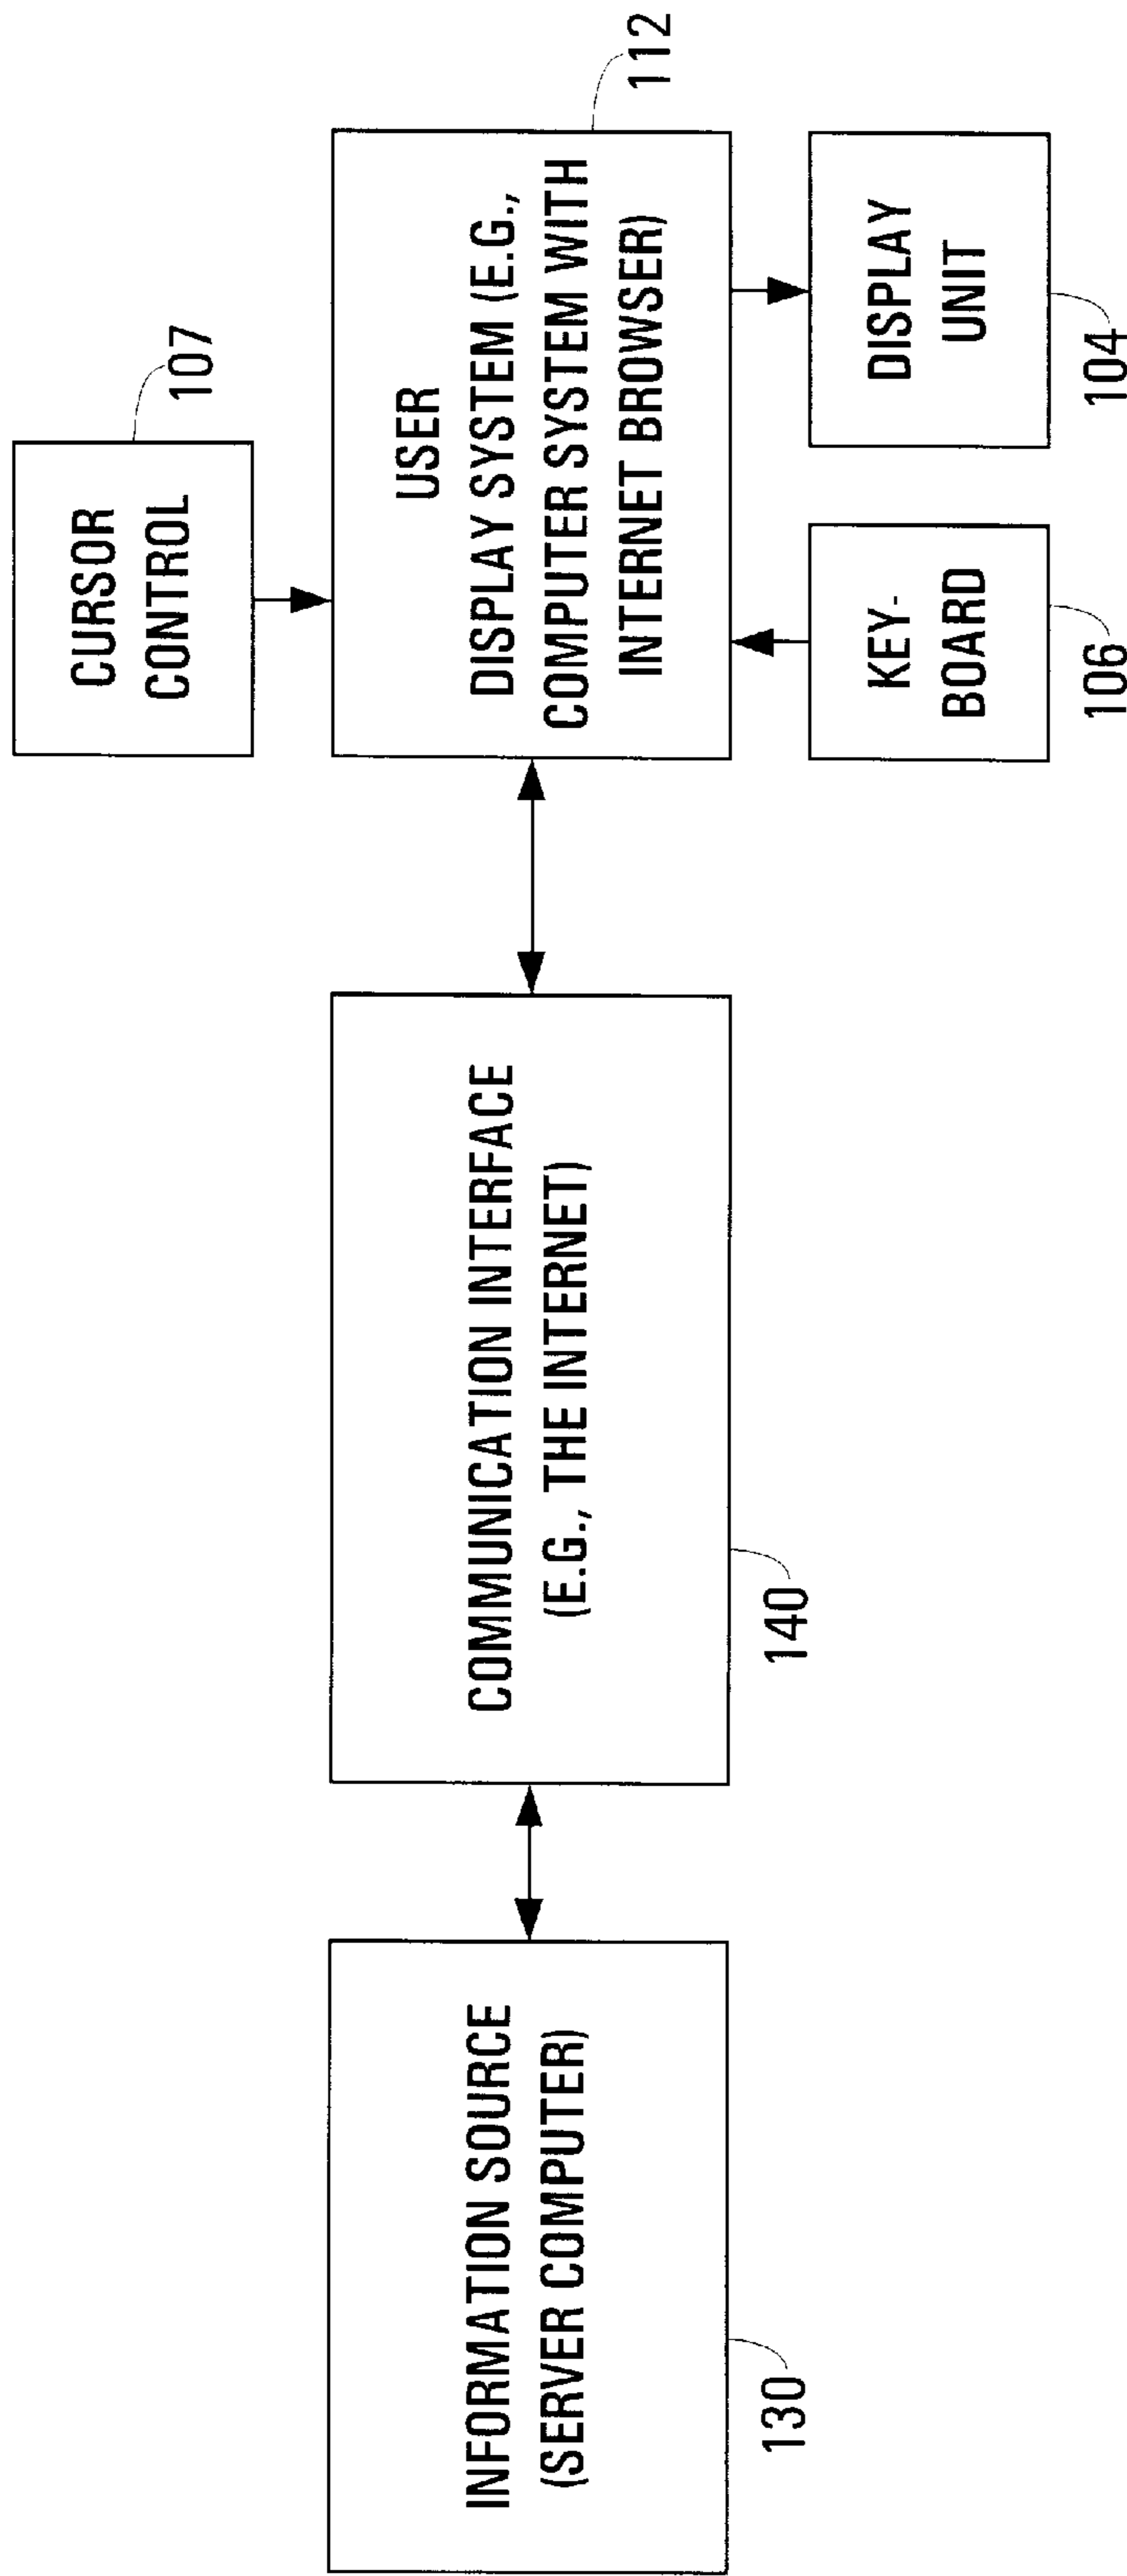 INFORMATION SOURCE
(SERVER COMPUTER)
130
COMMUNICATION INTERFACE
(E.G., THE INTERNET)
140
CURSOR
CONTROL
107
USER
DISPLAY SYSTEM (E.G.,
COMPUTER SYSTEM WITH
INTERNET BROWSER)
112
KEY-
BOARD
106
DISPLAY
UNIT
104